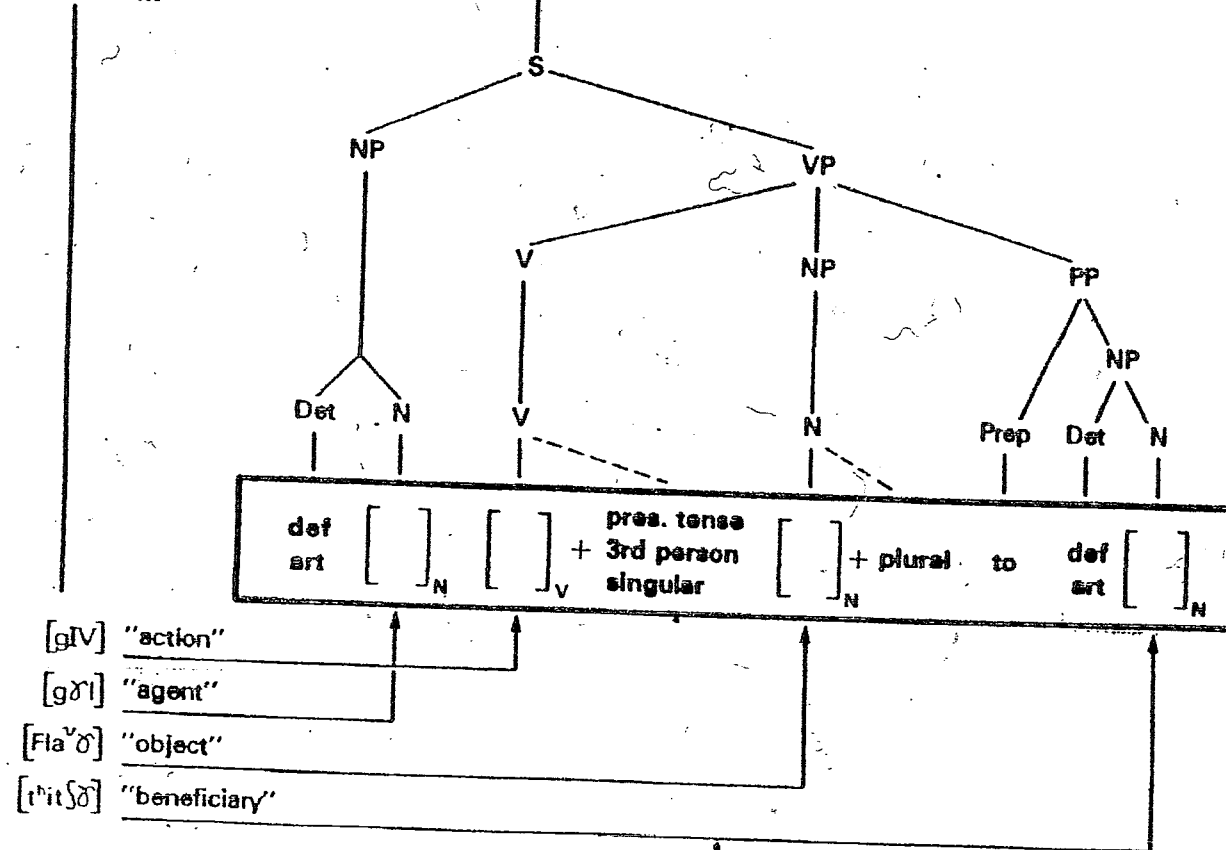 S
NP VP
V NP PP
NP
Det N V N Prep Det N
def art [ ]N [ ]V + pres. tense 3rd person singular [ ]N + plural to def art [ ]N
[gIV] "action"
[gɤl] "agent"
[Flaᵛɤ] "object"
[tʰitʃɤ] "beneficiary"